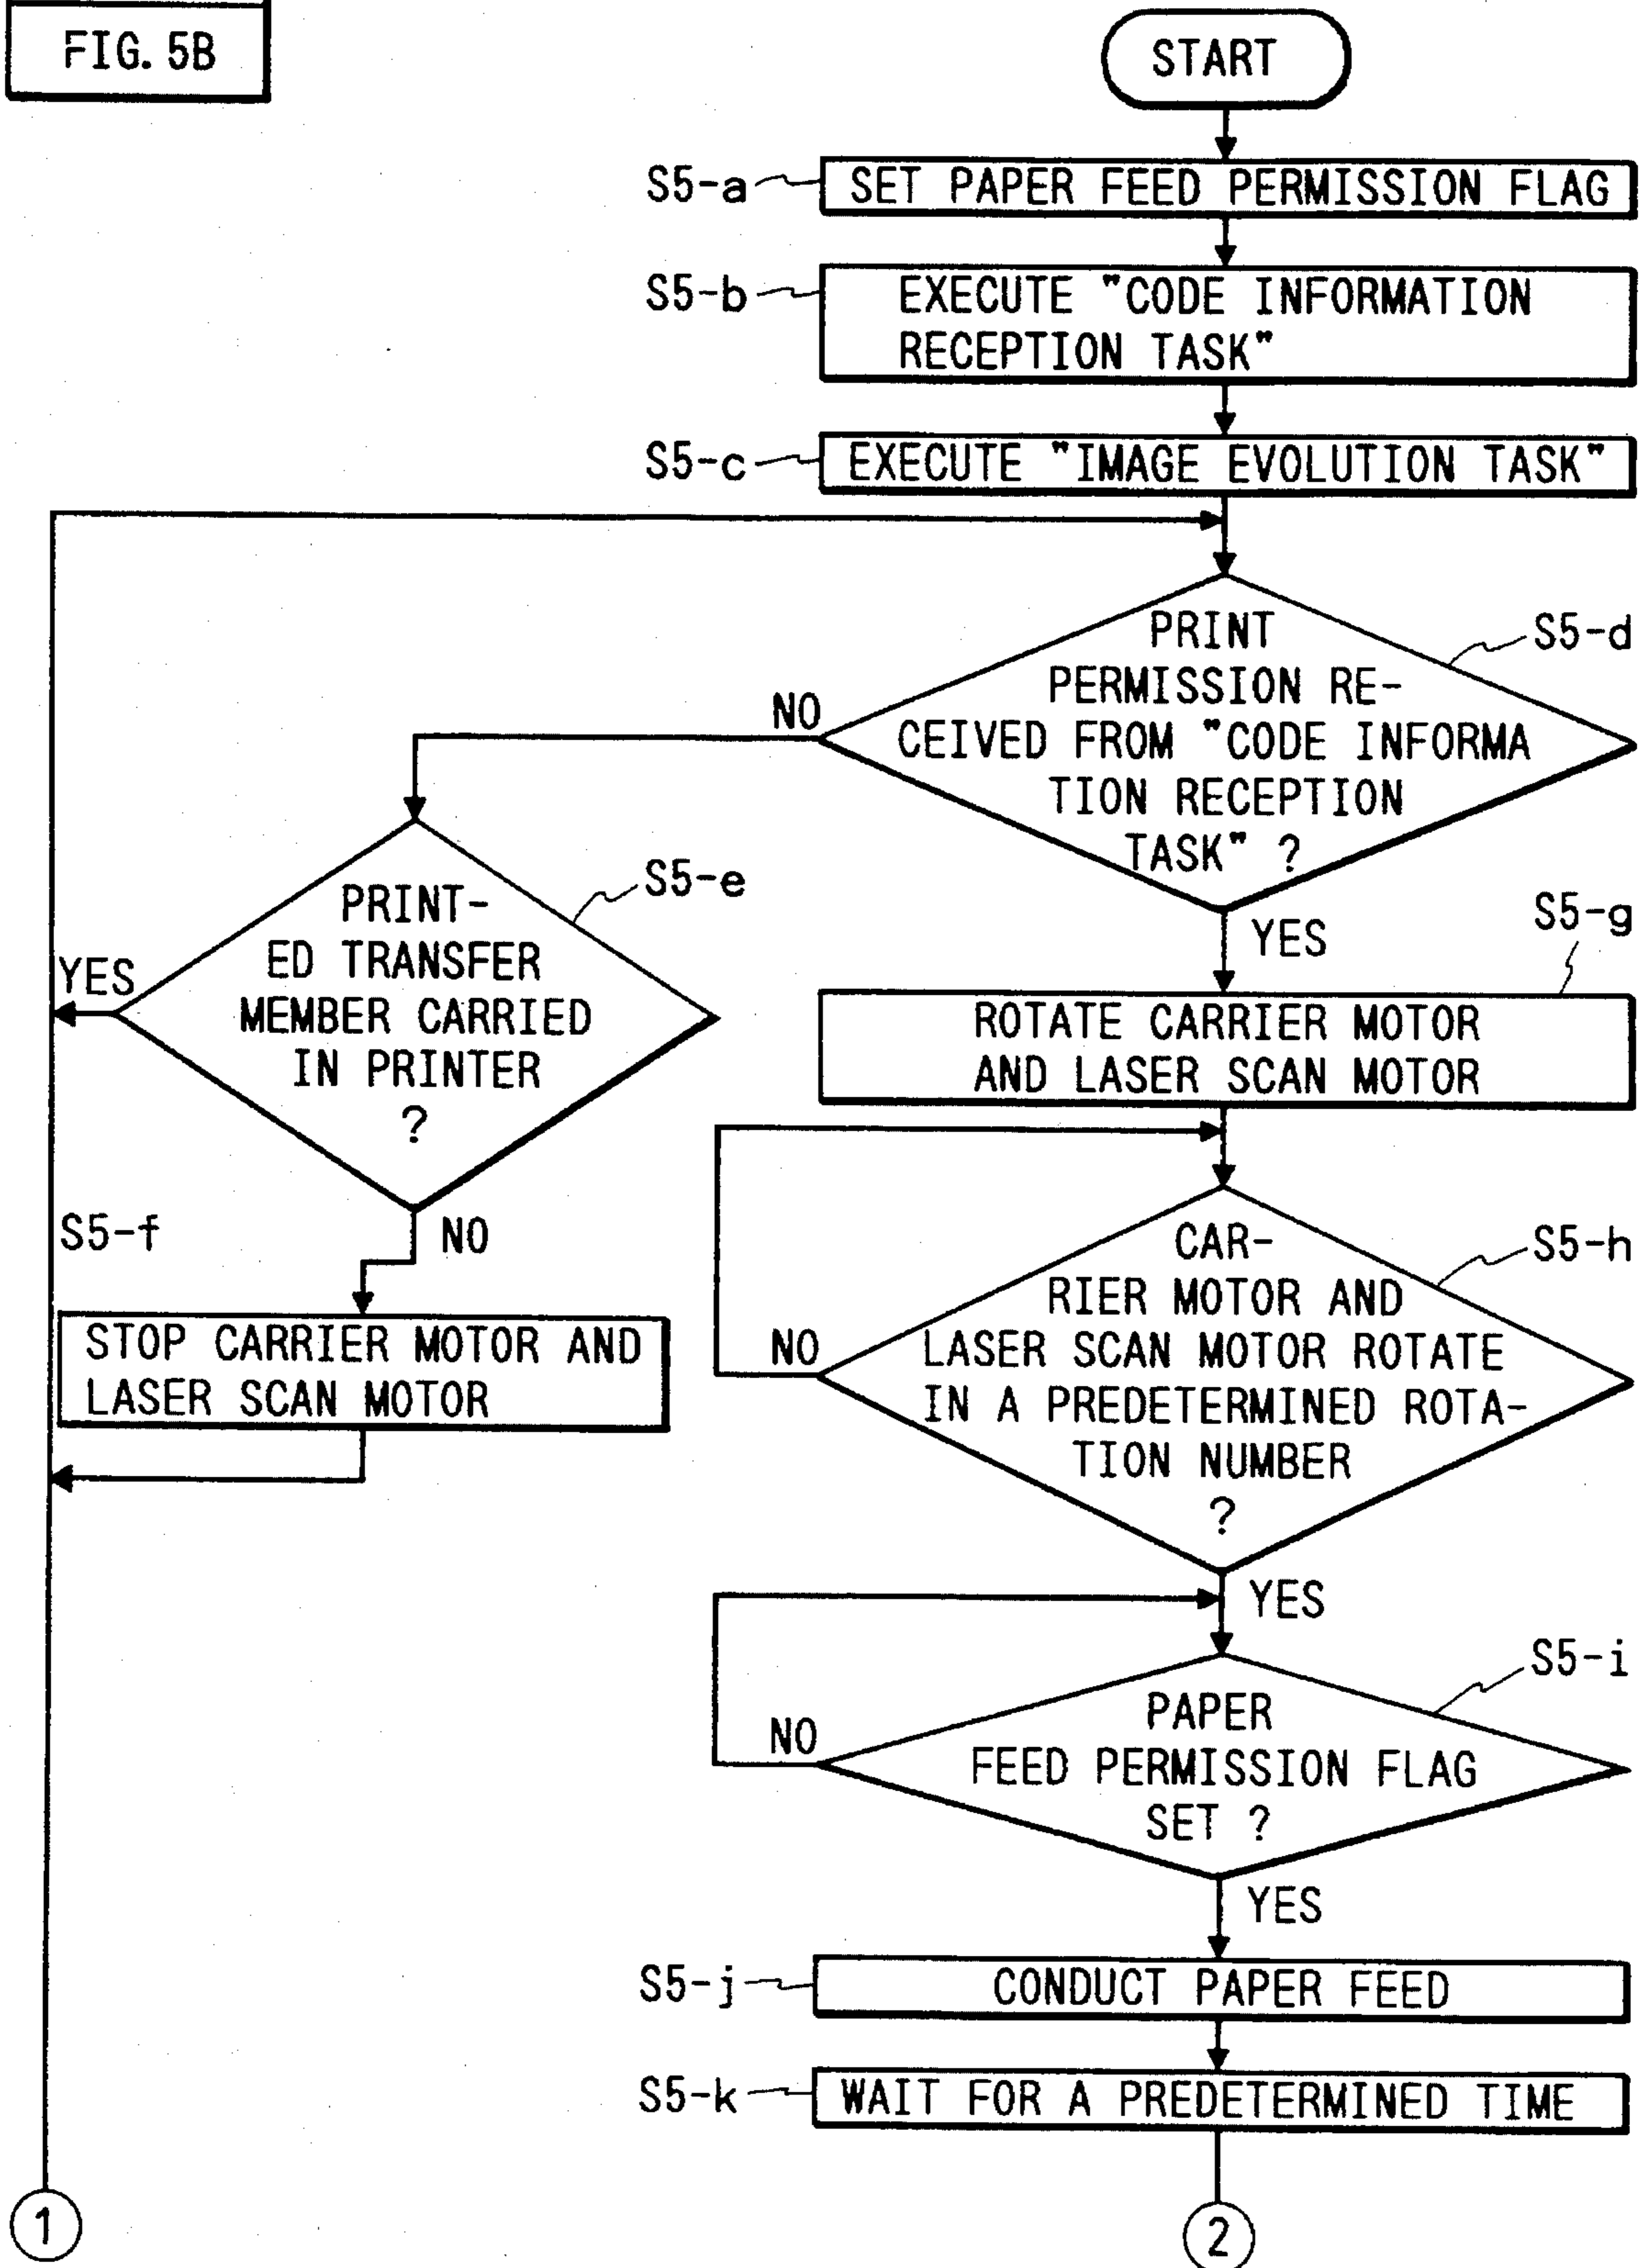 FIG. 5B
START
S5-a
SET PAPER FEED PERMISSION FLAG
S5-b
EXECUTE "CODE INFORMATION
RECEPTION TASK"
S5-c
EXECUTE "IMAGE EVOLUTION TASK"
PRINT
PERMISSION RE-
CEIVED FROM "CODE INFORMA
TION RECEPTION
TASK" ?
S5-d
NO
YES
PRINT-
ED TRANSFER
MEMBER CARRIED
IN PRINTER
?
S5-e
YES
NO
S5-f
STOP CARRIER MOTOR AND
LASER SCAN MOTOR
S5-g
ROTATE CARRIER MOTOR
AND LASER SCAN MOTOR
CAR-
RIER MOTOR AND
LASER SCAN MOTOR ROTATE
IN A PREDETERMINED ROTA-
TION NUMBER
?
S5-h
NO
YES
S5-i
PAPER
FEED PERMISSION FLAG
SET ?
NO
YES
S5-j
CONDUCT PAPER FEED
S5-k
WAIT FOR A PREDETERMINED TIME
1
2